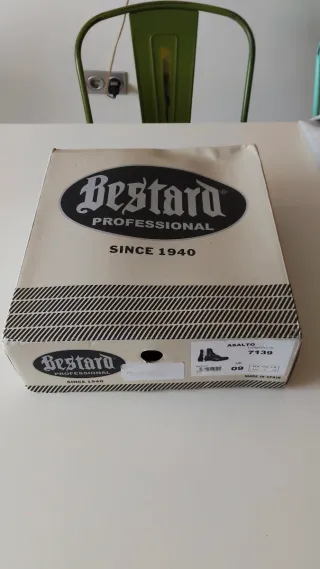 Bestard®
PROFESSIONAL
SINCE 1940
Bestard
PROFESSIONAL
SINCE 1940
ASALTO
7139
09
MADE IN SPAIN